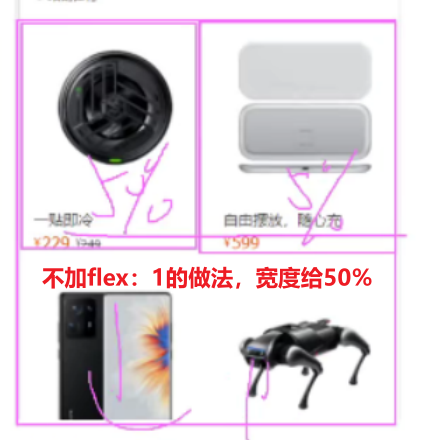 一贴即冷
自由摆放，随心充
¥229 ¥249
¥599
不加flex：1的做法，宽度给50%